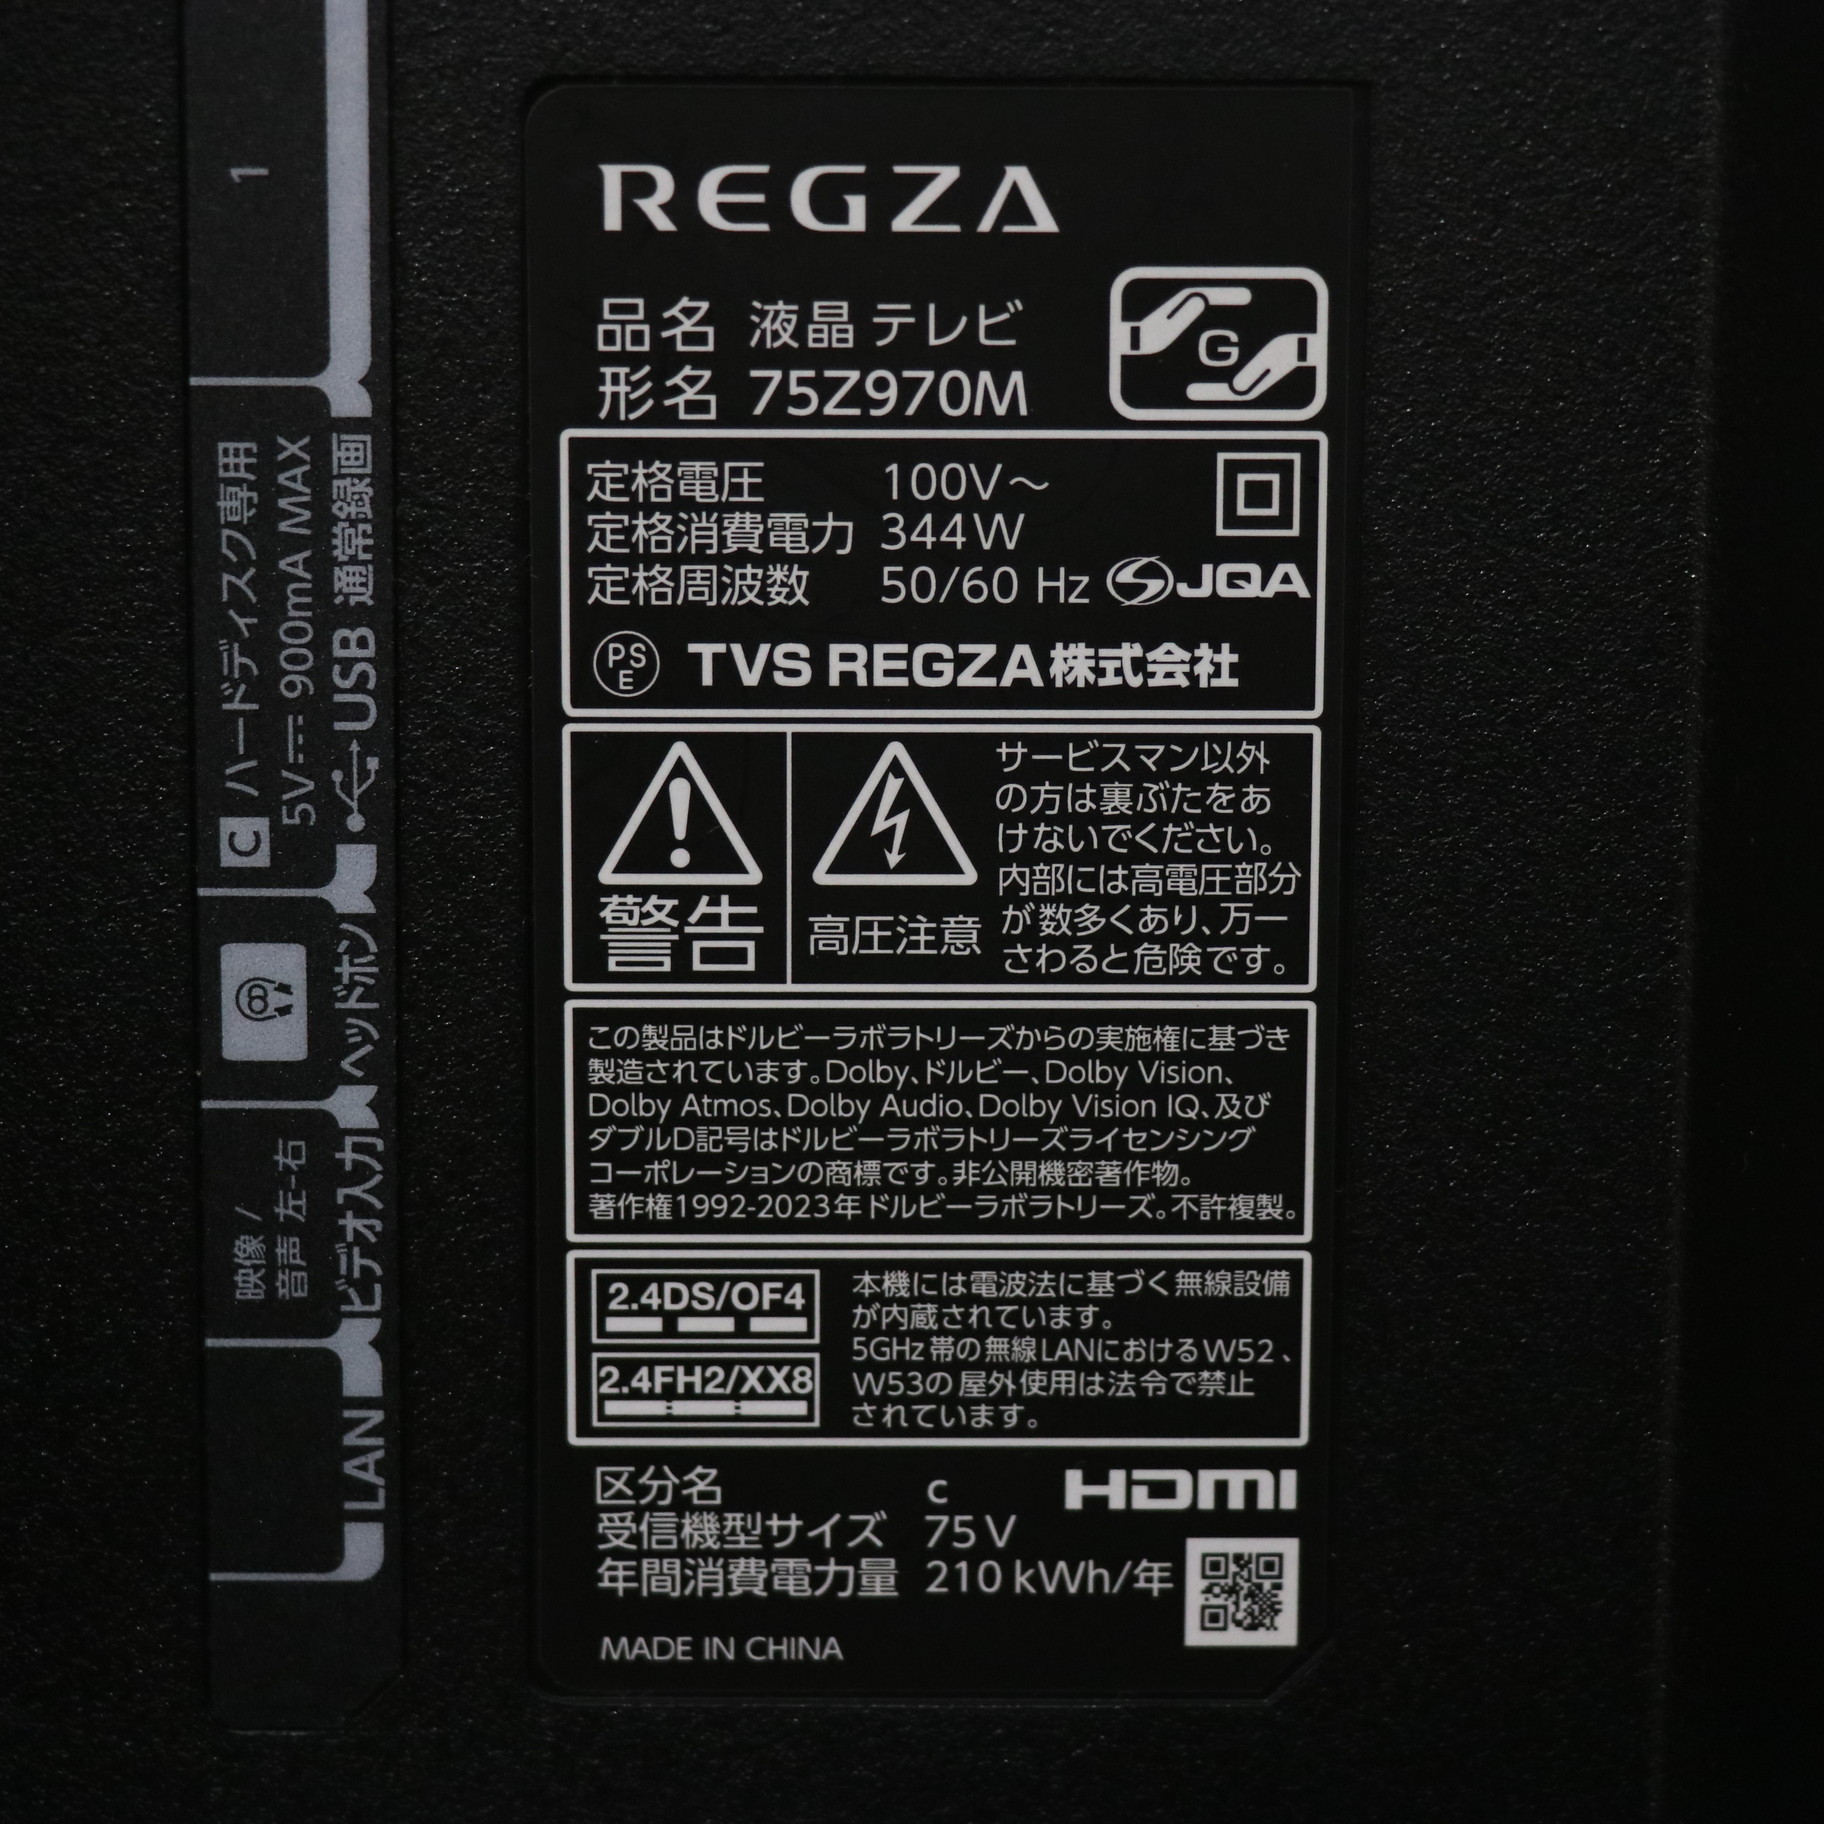 1
C ハードディスク専用
5V 900mA MAX
USB 通常録画
ヘッドホン
映像 /
音声 左-右
ビデオ入力
LAN
REGZA
品名 液晶テレビ
形名 75Z970M
G
定格電圧 100V～
定格消費電力 344W
定格周波数 50/60 Hz JQA
PS
E
TVS REGZA株式会社
警告
高圧注意
サービスマン以外
の方は裏ぶたをあ
けないでください。
内部には高電圧部分
が数多くあり、万一
さわると危険です。
この製品はドルビーラボラトリーズからの実施権に基づき
製造されています。Dolby、ドルビー、Dolby Vision、
Dolby Atmos、Dolby Audio、Dolby Vision IQ、及び
ダブルD記号はドルビーラボラトリーズライセンシング
コーポレーションの商標です。非公開機密著作物。
著作権1992-2023年ドルビーラボラトリーズ。不許複製。
2.4DS/OF4
2.4FH2/XX8
本機には電波法に基づく無線設備
が内蔵されています。
5GHz帯の無線LANにおけるW52、
W53の屋外使用は法令で禁止
されています。
区分名 c
HDMI
受信機型サイズ 75V
年間消費電力量 210 kWh/年
MADE IN CHINA